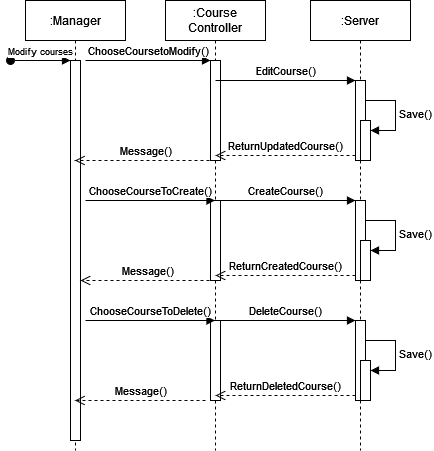 :Manager
:Course
Controller
:Server
Modify courses
ChooseCoursetoModify()
EditCourse()
Save()
ReturnUpdatedCourse()
Message()
ChooseCourseToCreate()
CreateCourse()
Save()
ReturnCreatedCourse()
Message()
ChooseCourseToDelete()
DeleteCourse()
Save()
ReturnDeletedCourse()
Message()